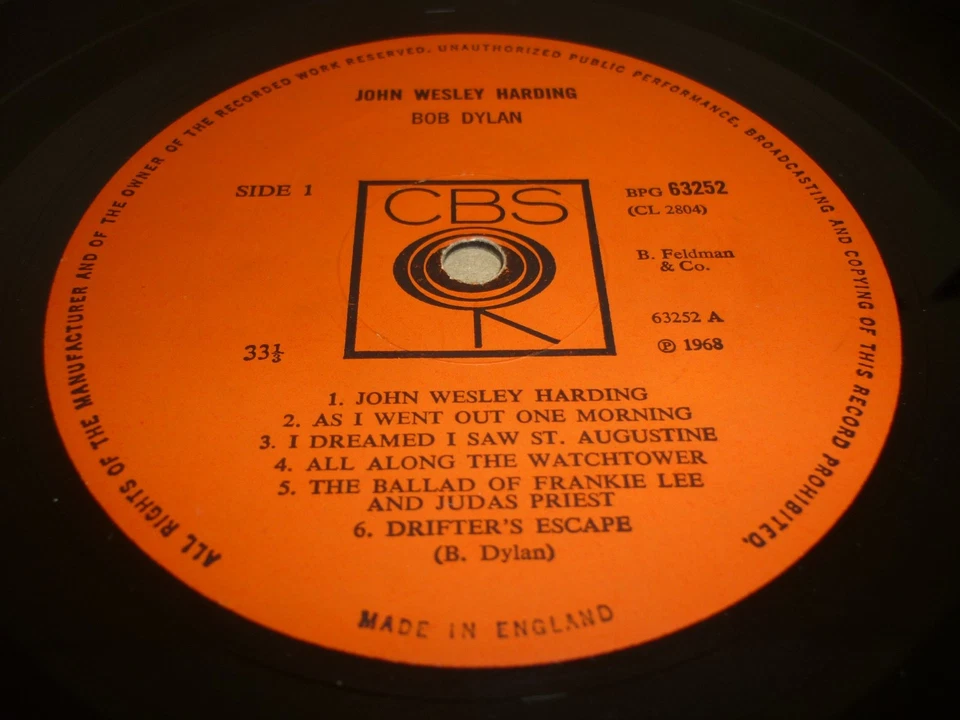 ALL RIGHTS OF THE MANUFACTURER AND OF THE OWNER OF THE RECORDED WORK RESERVED. UNAUTHORIZED PUBLIC PERFORMANCE, BROADCASTING AND COPYING OF THIS RECORD PROHIBITED.
JOHN WESLEY HARDING
BOB DYLAN
SIDE 1
CBS
BPG 63252
(CL 2804)
B. Feldman
& Co.
63252 A
33⅓
℗ 1968
1. JOHN WESLEY HARDING
2. AS I WENT OUT ONE MORNING
3. I DREAMED I SAW ST. AUGUSTINE
4. ALL ALONG THE WATCHTOWER
5. THE BALLAD OF FRANKIE LEE
AND JUDAS PRIEST
6. DRIFTER'S ESCAPE
(B. Dylan)
MADE IN ENGLAND